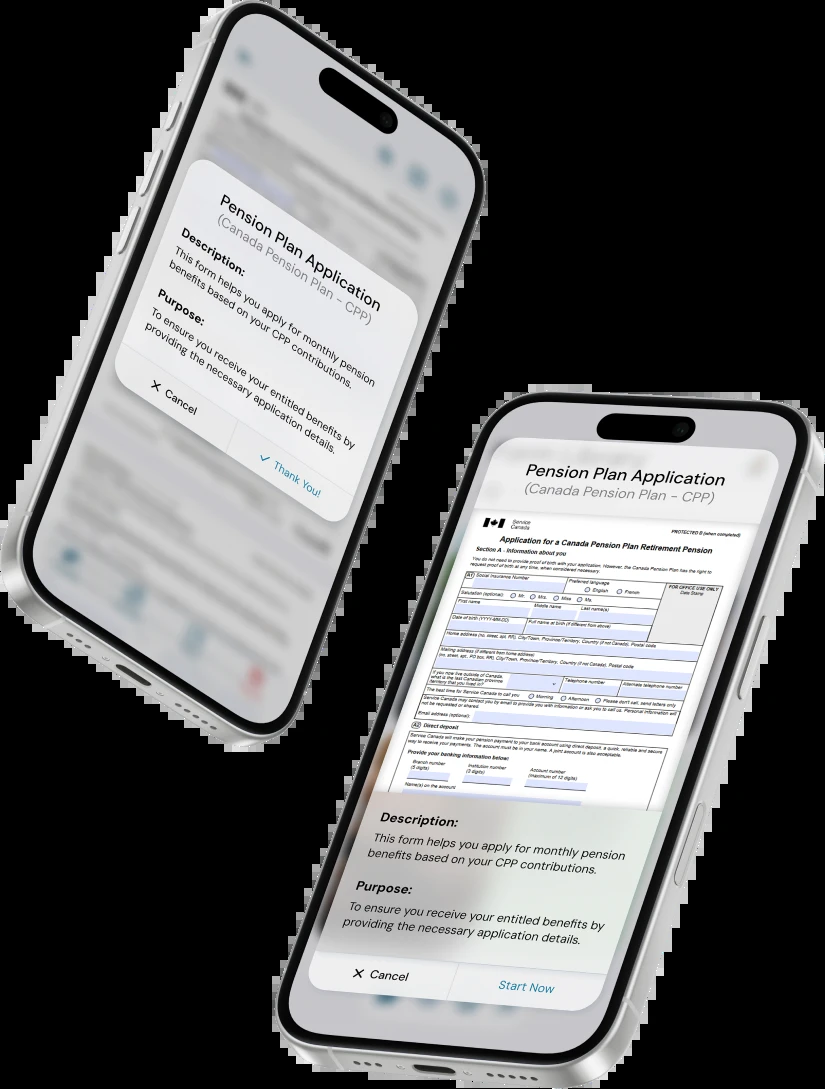 Pension Plan Application
(Canada Pension Plan - CPP)
Description:
This form helps you apply for monthly pension
benefits based on your CPP contributions.
Purpose:
To ensure you receive your entitled benefits by
providing the necessary application details.
Cancel
Thank You!
Pension Plan Application
(Canada Pension Plan - CPP)
Service
Canada
PROTECTED B (when completed)
Application for a Canada Pension Plan Retirement Pension
Section A - Information about you
You do not need to provide proof of birth with your application. However, the Canada Pension Plan has the right to
request proof of birth at any time, when considered necessary.
A1) Social Insurance Number
Preferred language
English French
FOR OFFICE USE ONLY
Date Stamp
Salutation (optional): Mr. Mrs. Miss Ms.
First name Middle name Last name(s)
Date of birth (YYYY-MM-DD) Full name at birth (if different from above)
Home address (no. street, apt., RR), City/Town, Province/Territory, Country (if not Canada), Postal code
Mailing address (if different from home address)
(no. street, apt., PO box, RR), City/Town, Province/Territory, Country (if not Canada), Postal code
If you now live outside of Canada,
what is the last Canadian province
territory that you lived in?
Telephone number Alternate telephone number
The best time for Service Canada to call you Morning Afternoon Please don't call, send letters only
Service Canada may contact you by email to provide you with information or ask you to call us. Personal information will
not be requested or shared.
Email address (optional):
A2) Direct deposit
Service Canada will make your pension payment to your bank account using direct deposit, a quick, reliable and secure
way to receive your payments. The account must be in your name. A joint account is also acceptable.
Provide your banking information below:
Branch number
(5 digits)
Institution number
(3 digits)
Account number
(maximum of 12 digits)
Name(s) on the account
Description:
This form helps you apply for monthly pension
benefits based on your CPP contributions.
Purpose:
To ensure you receive your entitled benefits by
providing the necessary application details.
Cancel
Start Now